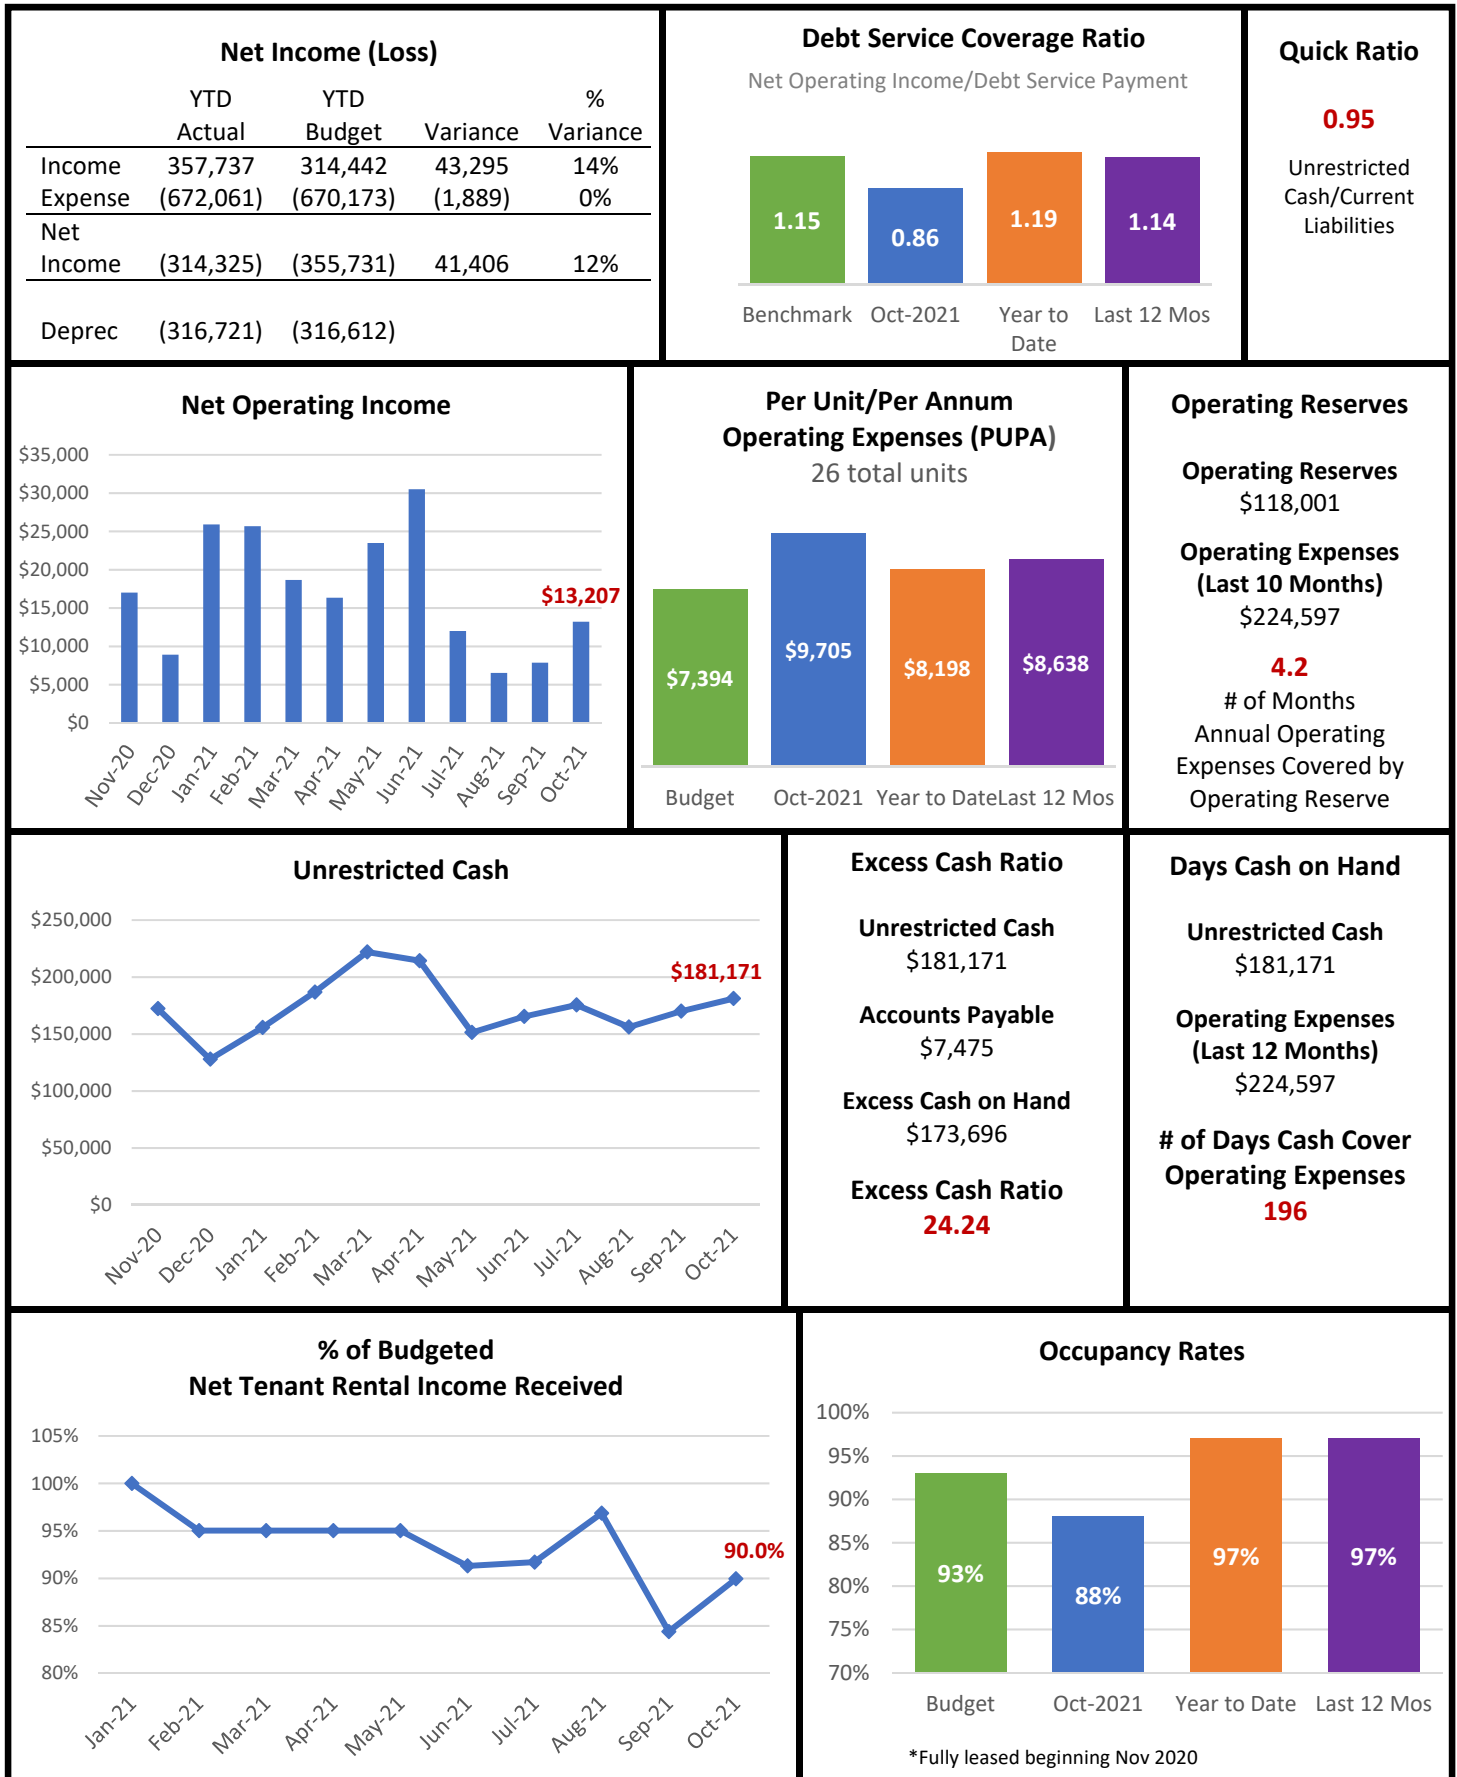 Net Income (Loss)
YTD YTD %
Actual Budget Variance Variance
Income 357,737 314,442 43,295 14%
Expense (672,061) (670,173) (1,889) 0%
Net
Income (314,325) (355,731) 41,406 12%
Deprec (316,721) (316,612)
Debt Service Coverage Ratio
Net Operating Income/Debt Service Payment
1.15 0.86 1.19 1.14
Benchmark Oct-2021 Year to Last 12 Mos
Date
Quick Ratio
0.95
Unrestricted
Cash/Current
Liabilities
Net Operating Income
$35,000
$30,000
$25,000
$20,000
$15,000
$10,000
$5,000
$0
$13,207
Nov-20 Dec-20 Jan-21 Feb-21 Mar-21 Apr-21 May-21 Jun-21 Jul-21 Aug-21 Sep-21 Oct-21
Per Unit/Per Annum
Operating Expenses (PUPA)
26 total units
$7,394 $9,705 $8,198 $8,638
Budget Oct-2021 Year to Date Last 12 Mos
Operating Reserves
Operating Reserves
$118,001
Operating Expenses
(Last 10 Months)
$224,597
4.2
# of Months
Annual Operating
Expenses Covered by
Operating Reserve
Unrestricted Cash
$250,000
$200,000
$150,000
$100,000
$50,000
$0
$181,171
Nov-20 Dec-20 Jan-21 Feb-21 Mar-21 Apr-21 May-21 Jun-21 Jul-21 Aug-21 Sep-21 Oct-21
Excess Cash Ratio
Unrestricted Cash
$181,171
Accounts Payable
$7,475
Excess Cash on Hand
$173,696
Excess Cash Ratio
24.24
Days Cash on Hand
Unrestricted Cash
$181,171
Operating Expenses
(Last 12 Months)
$224,597
# of Days Cash Cover
Operating Expenses
196
% of Budgeted
Net Tenant Rental Income Received
105%
100%
95%
90%
85%
80%
90.0%
Jan-21 Feb-21 Mar-21 Apr-21 May-21 Jun-21 Jul-21 Aug-21 Sep-21 Oct-21
Occupancy Rates
100%
95%
90%
85%
80%
75%
70%
93% 88% 97% 97%
Budget Oct-2021 Year to Date Last 12 Mos
*Fully leased beginning Nov 2020